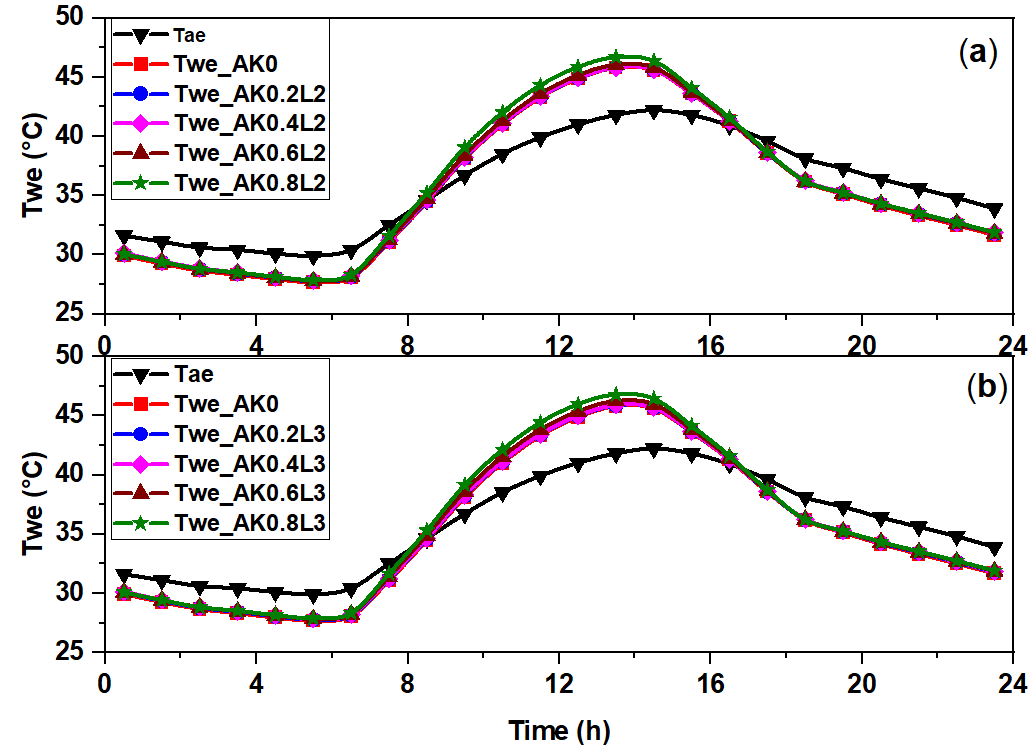 50
45
40
35
30
25
Twe (°C)
Tae
Twe_AK0
Twe_AK0.2L2
Twe_AK0.4L2
Twe_AK0.6L2
Twe_AK0.8L2
(a)
0 4 8 12 16 20 24
50
45
40
35
30
25
Twe (°C)
Tae
Twe_AK0
Twe_AK0.2L3
Twe_AK0.4L3
Twe_AK0.6L3
Twe_AK0.8L3
(b)
0 4 8 12 16 20 24
Time (h)